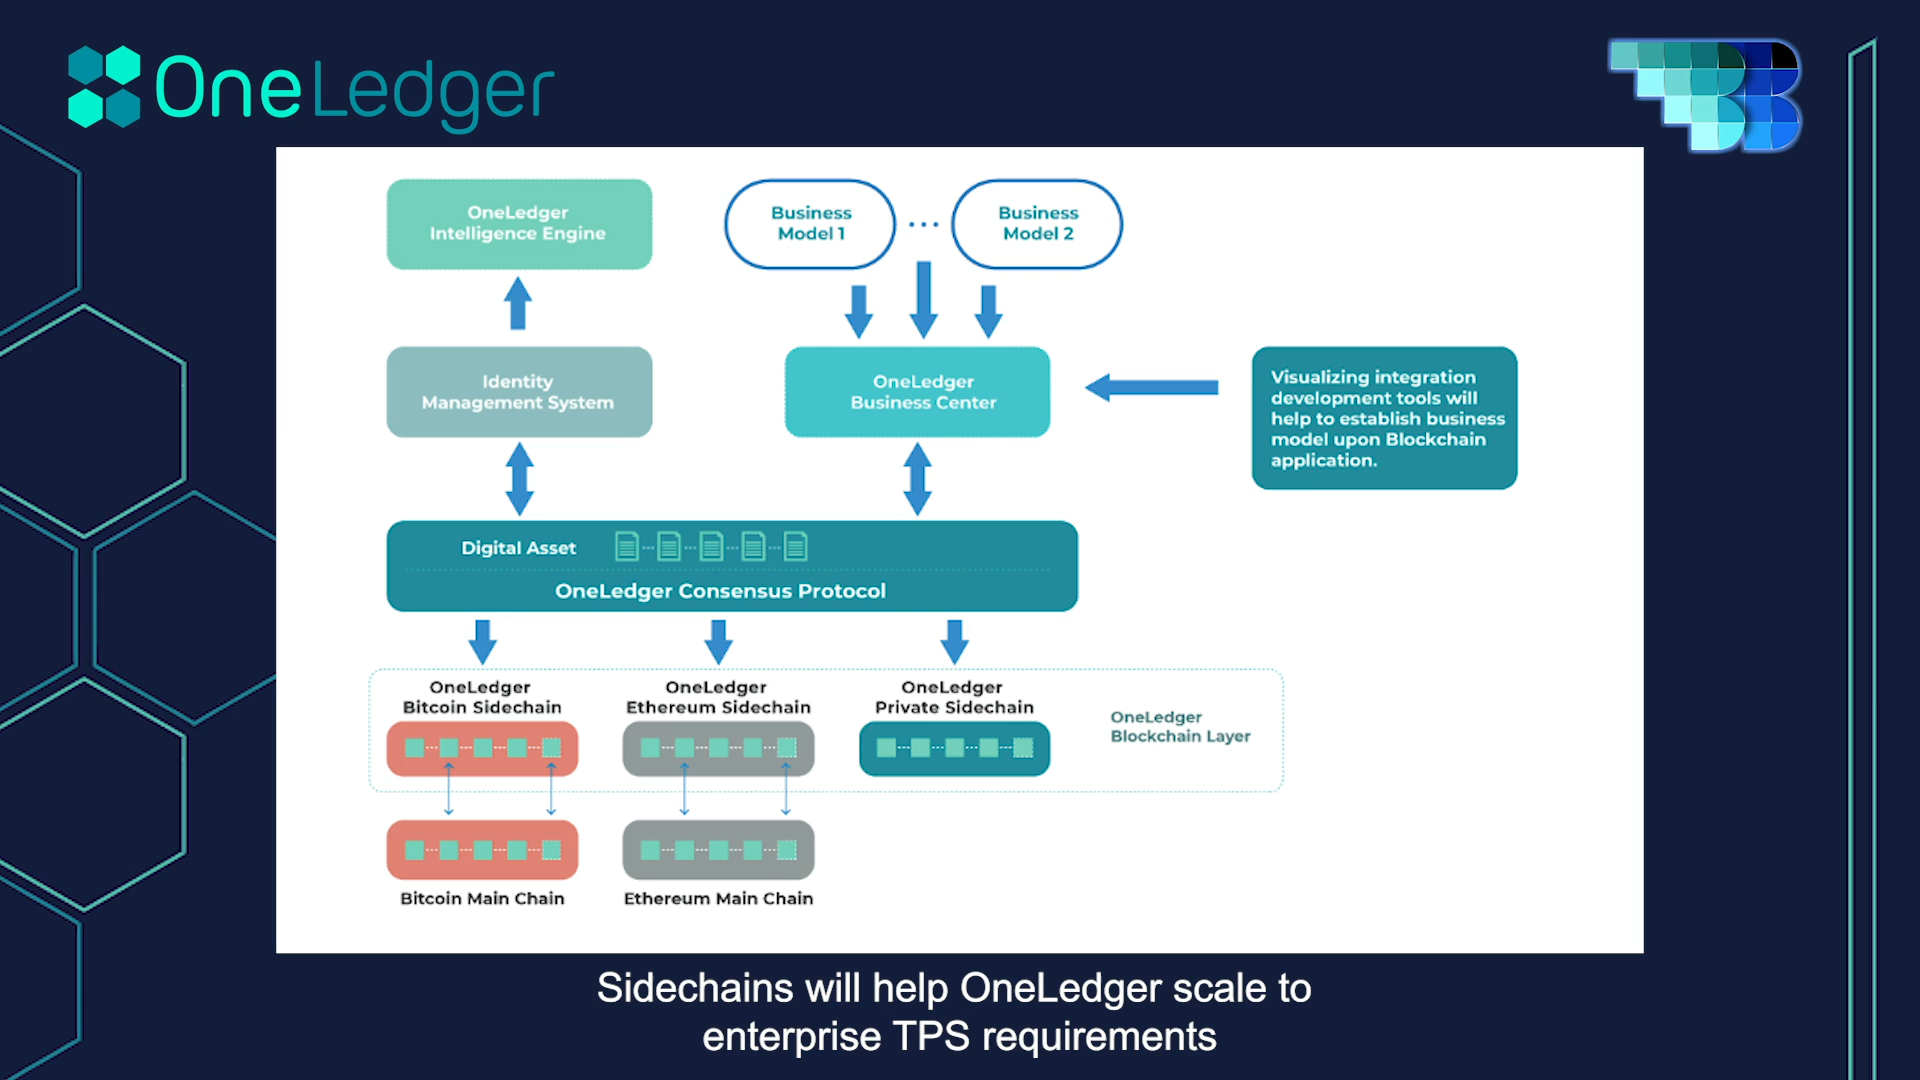 OneLedger
OneLedger
Intelligence Engine
Business
Model 1
...
Business
Model 2
Identity
Management System
OneLedger
Business Center
Visualizing integration
development tools will
help to establish business
model upon Blockchain
application.
Digital Asset
OneLedger Consensus Protocol
OneLedger
Bitcoin Sidechain
OneLedger
Ethereum Sidechain
OneLedger
Private Sidechain
OneLedger
Blockchain Layer
Bitcoin Main Chain
Ethereum Main Chain
Sidechains will help OneLedger scale to
enterprise TPS requirements